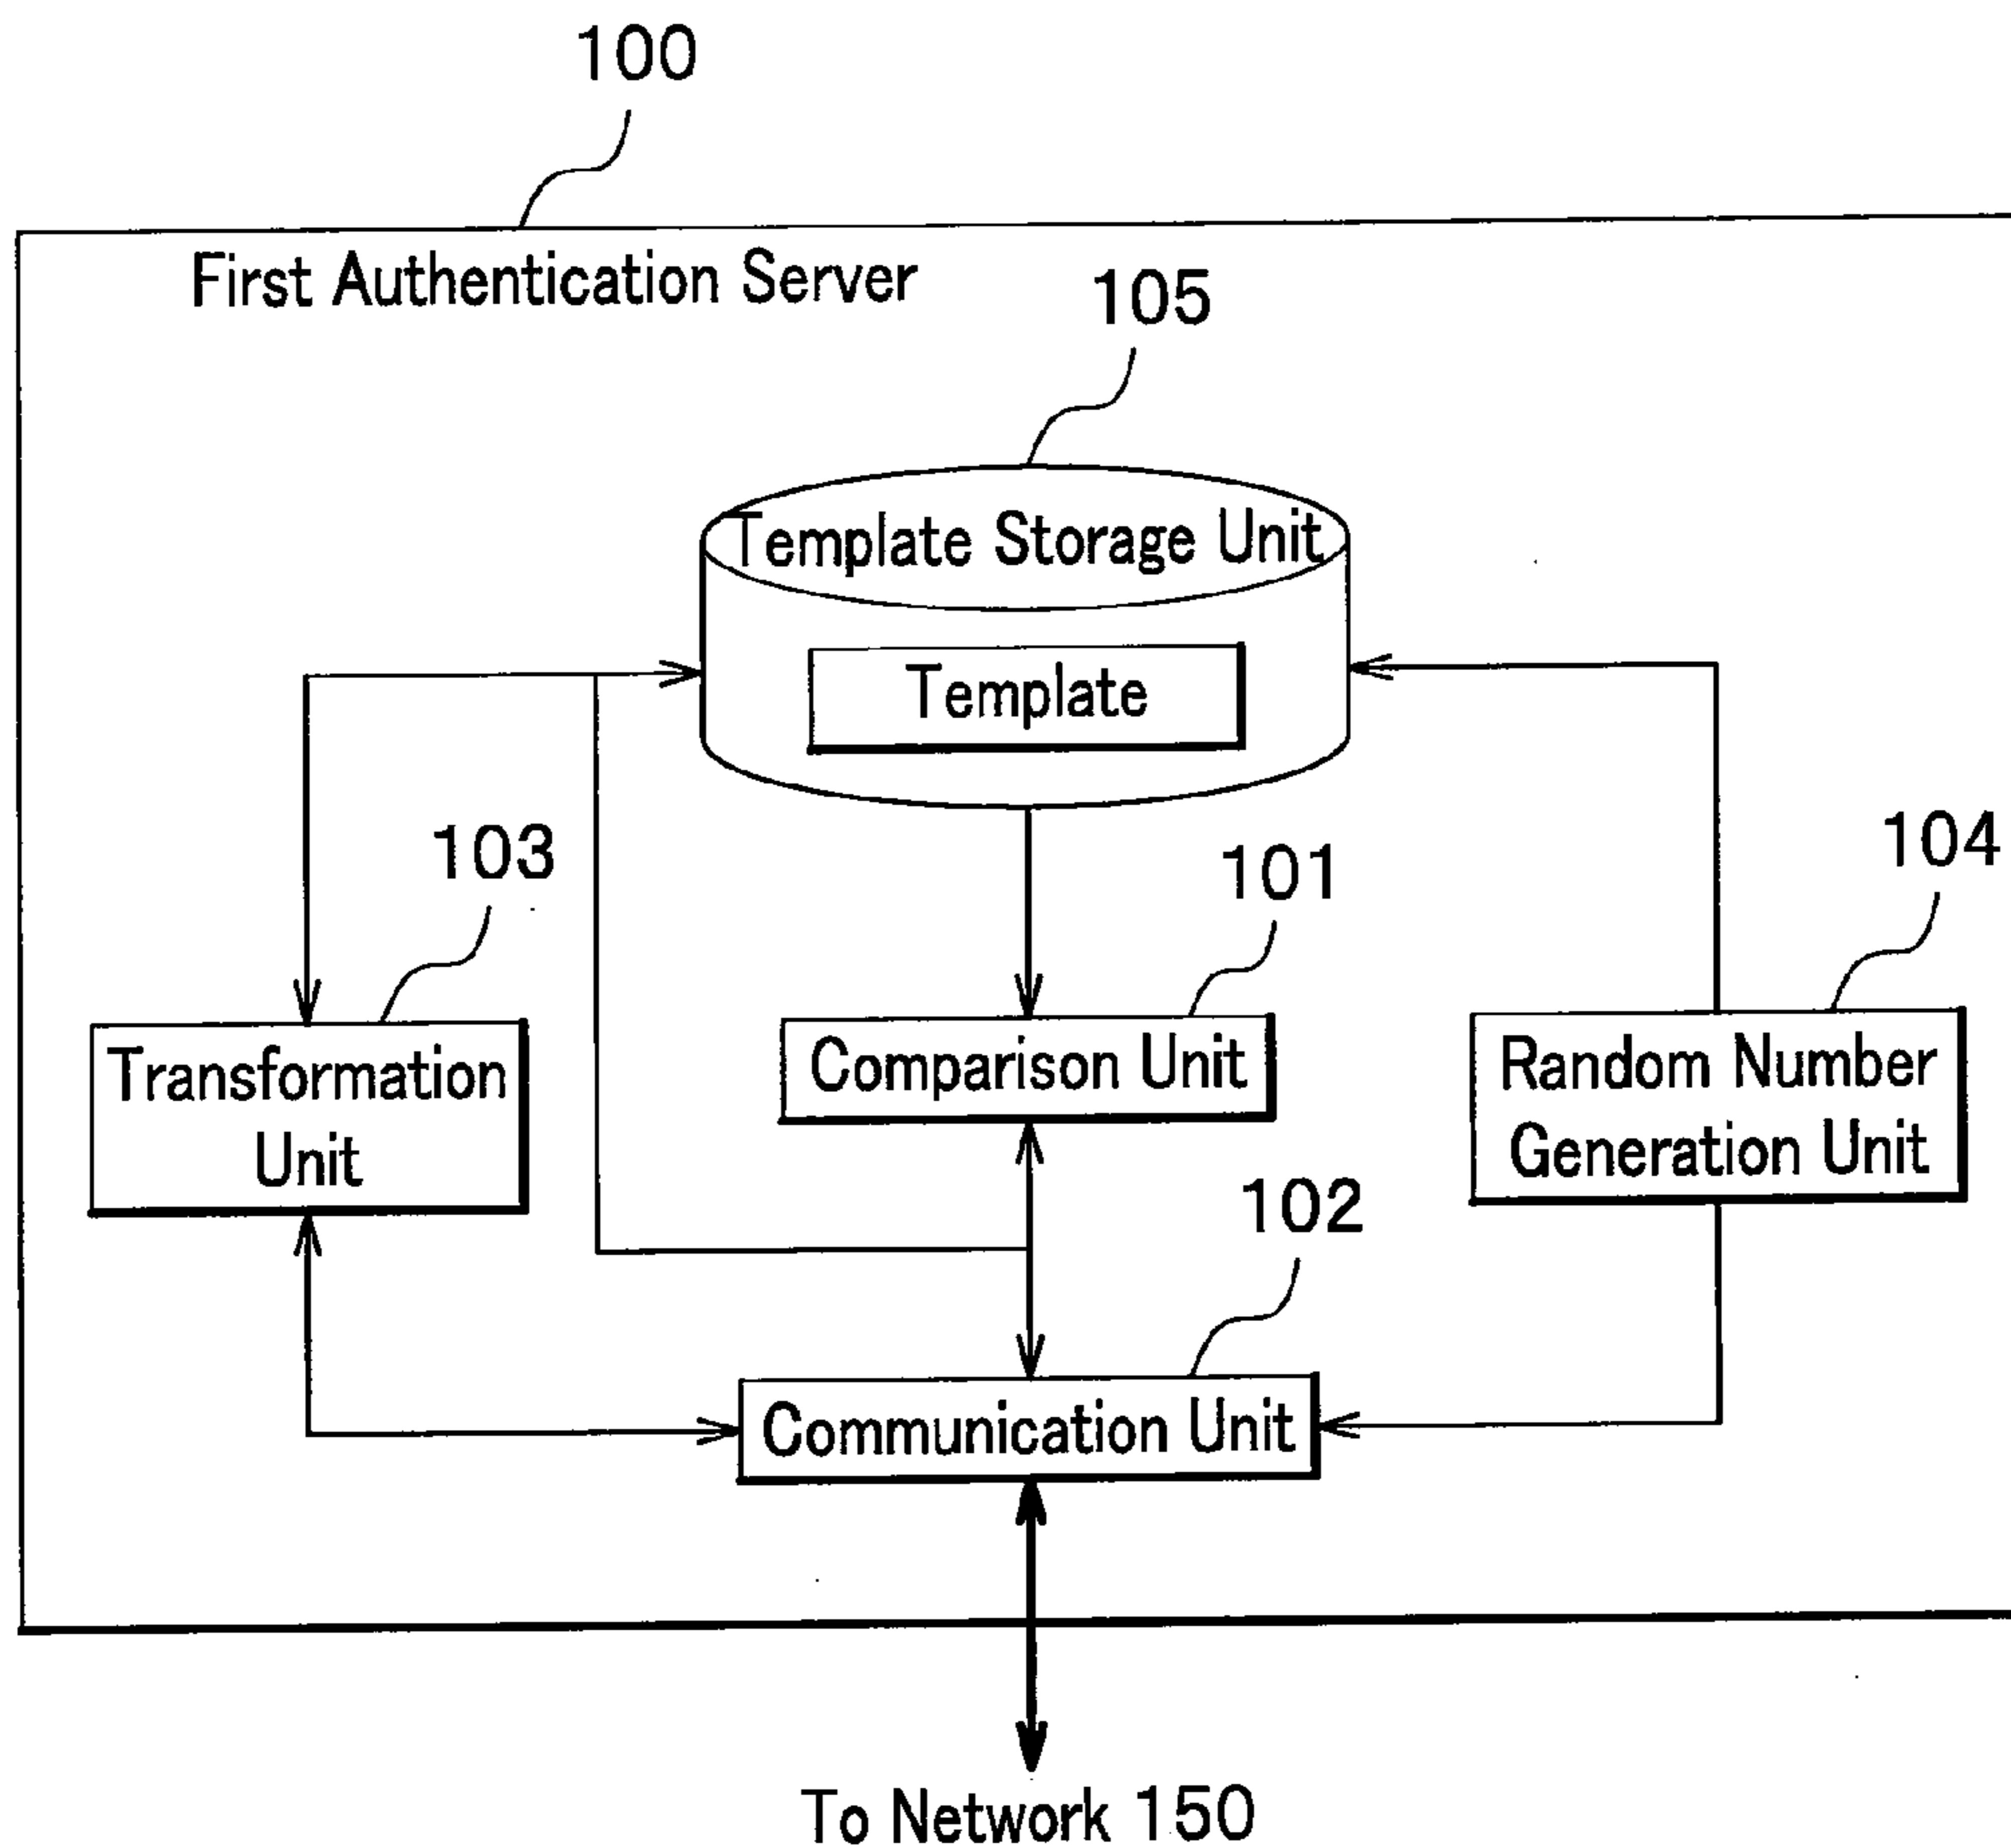 100
First Authentication Server
105
Template Storage Unit
Template
103
101
104
Transformation
Unit
Comparison Unit
Random Number
Generation Unit
102
Communication Unit
To Network 150